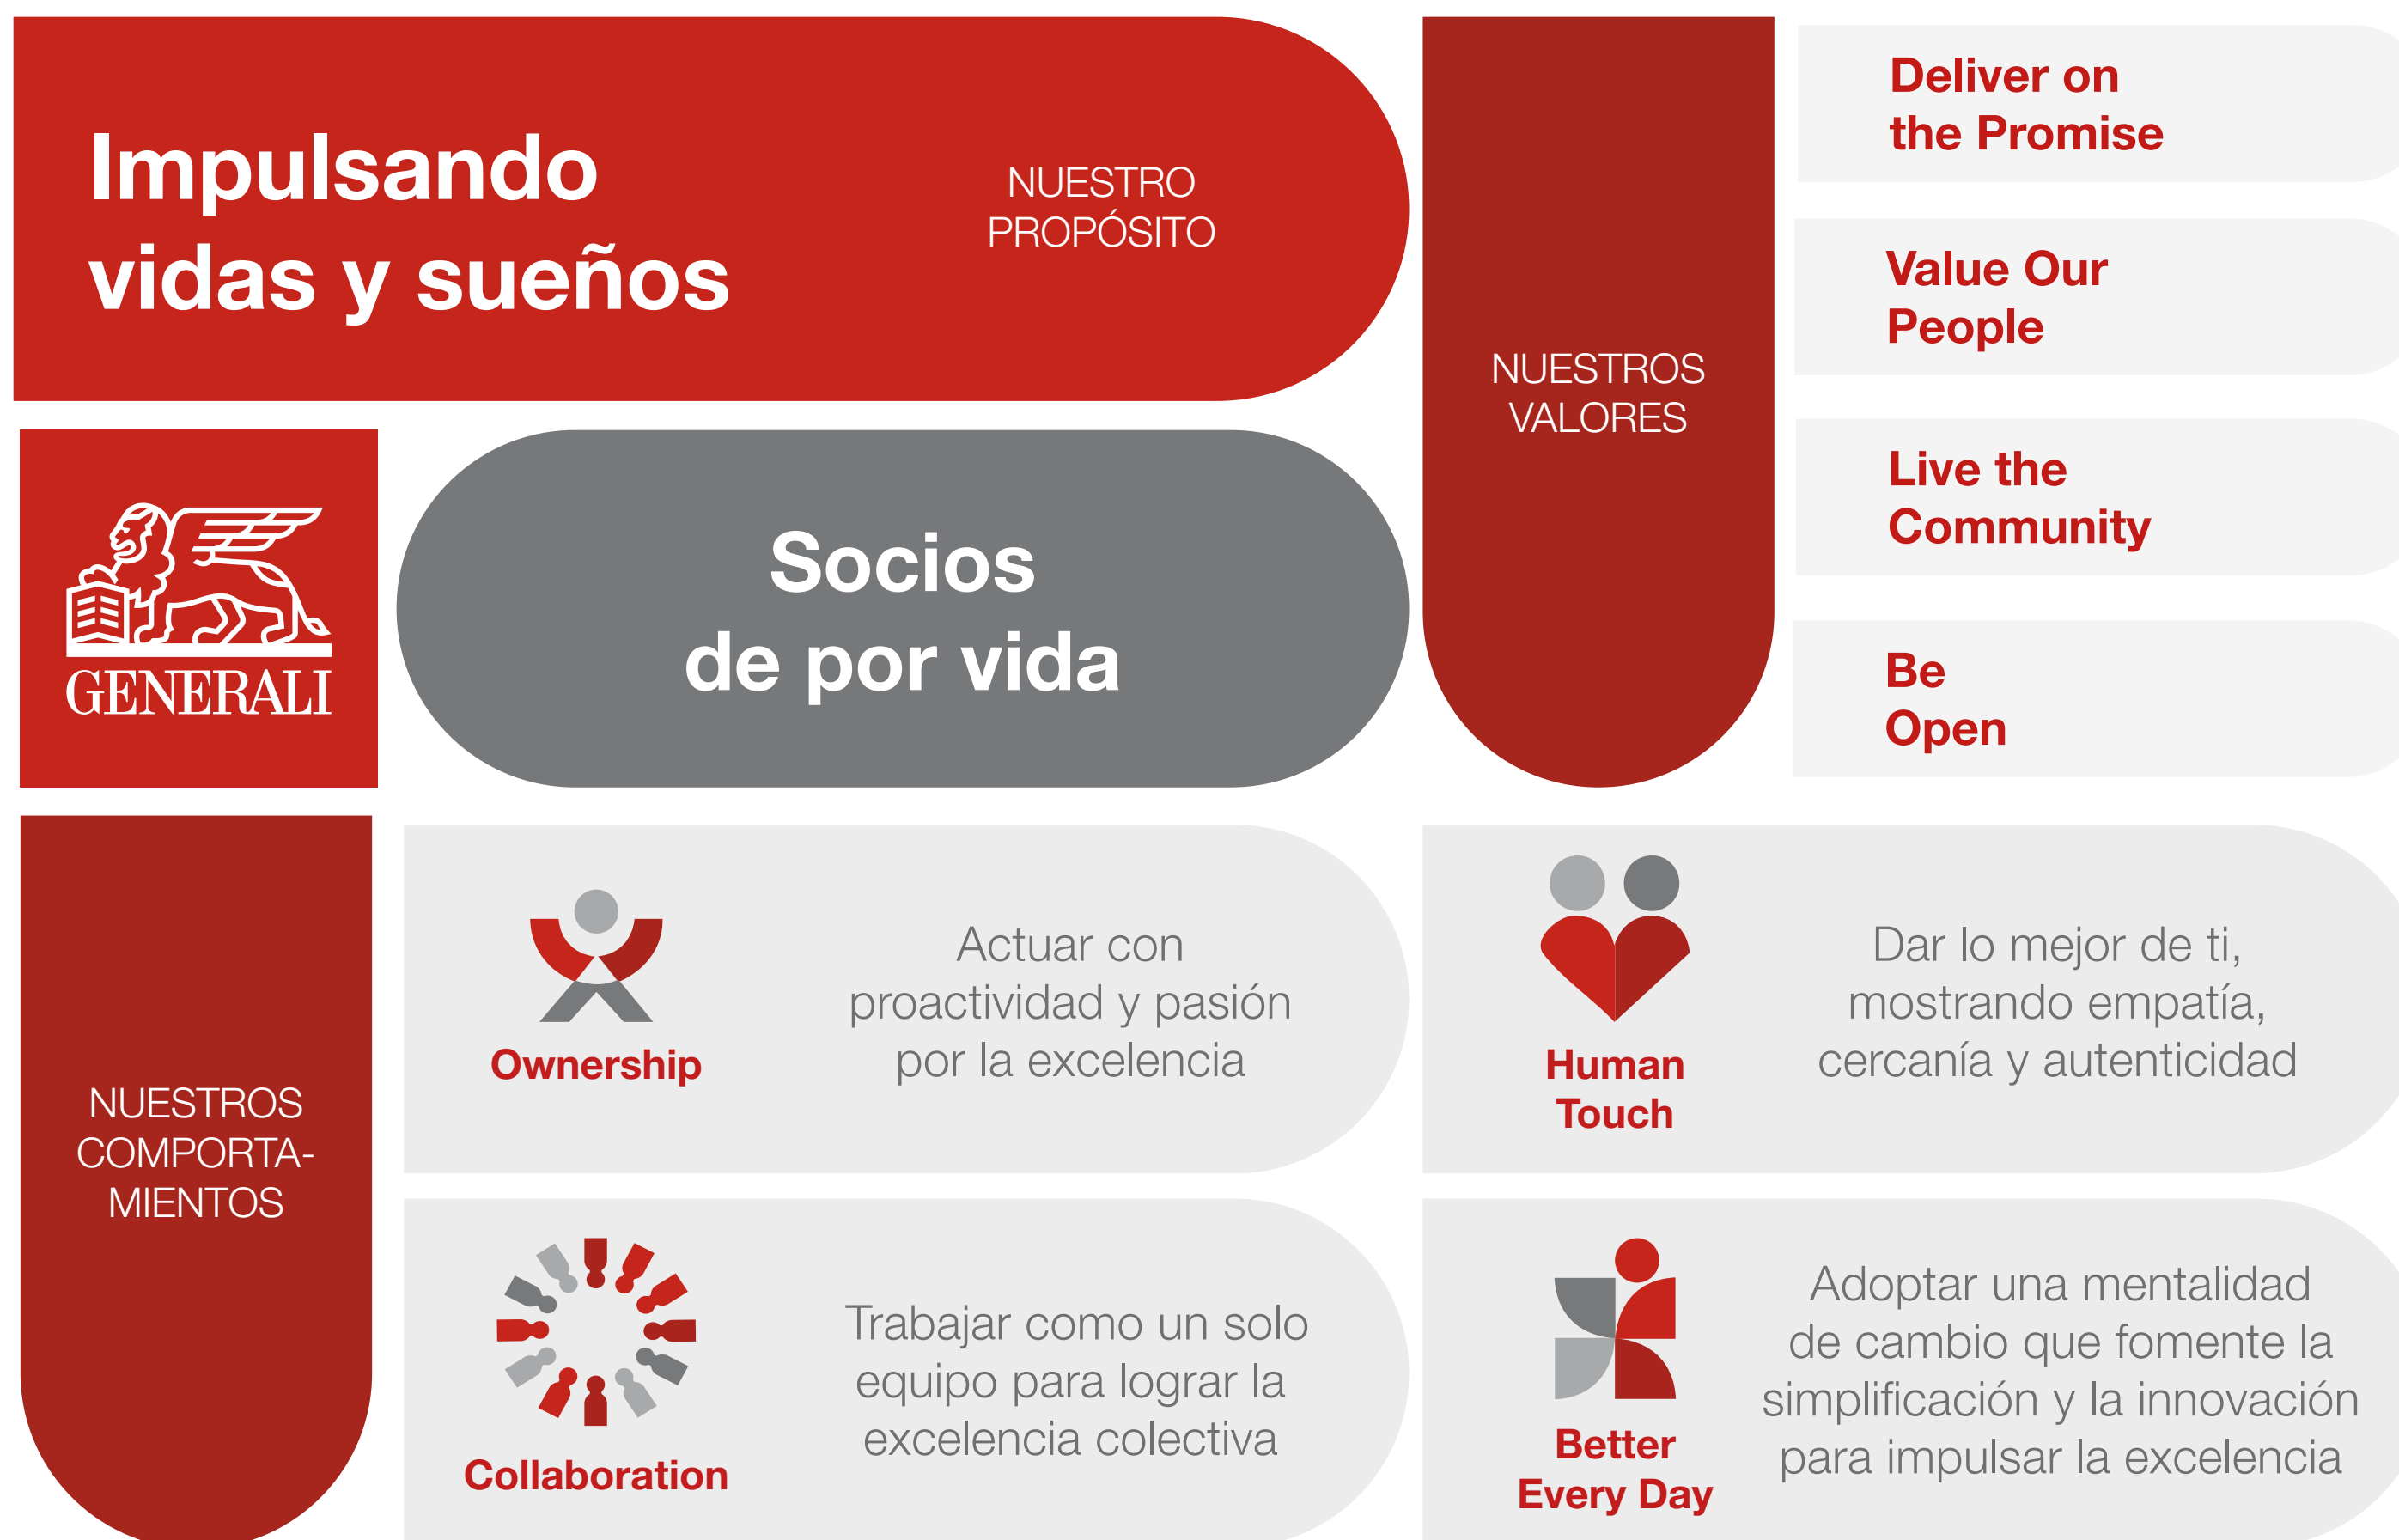 Impulsando
vidas y sueños
NUESTRO
PROPÓSITO
NUESTROS
VALORES
Deliver on
the Promise
Value Our
People
Live the
Community
Be
Open
GENERALI
Socios
de por vida
NUESTROS
COMPORTA-
MIENTOS
Ownership
Actuar con
proactividad y pasión
por la excelencia
Human
Touch
Dar lo mejor de ti,
mostrando empatía,
cercanía y autenticidad
Collaboration
Trabajar como un solo
equipo para lograr la
excelencia colectiva
Better
Every Day
Adoptar una mentalidad
de cambio que fomente la
simplificación y la innovación
para impulsar la excelencia